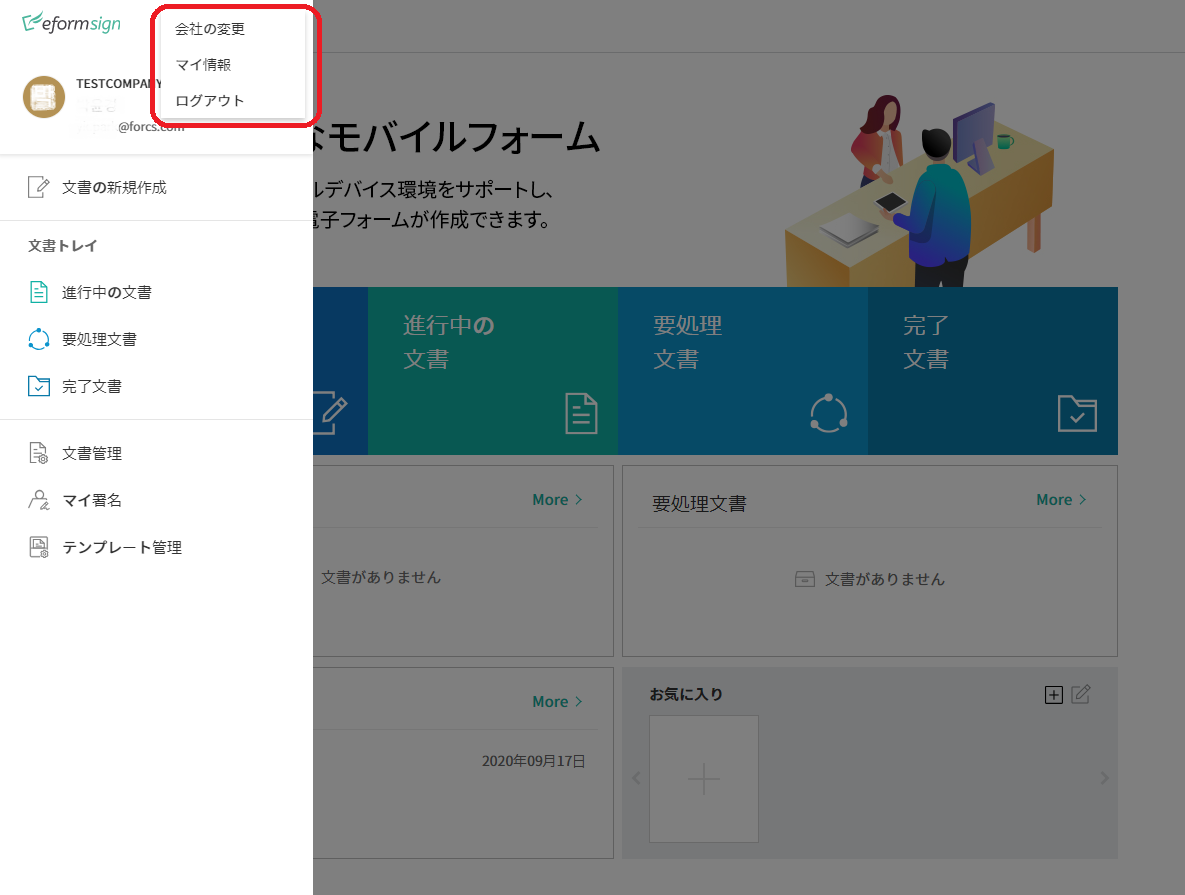 eformsign
会社の変更
マイ情報
ログアウト
TESTCOMPANY
@forcs.com
文書の新規作成
文書トレイ
進行中の文書
要処理文書
完了文書
文書管理
マイ署名
テンプレート管理
なモバイルフォーム
ルデバイス環境をサポートし、
電子フォームが作成できます。
進行中の
文書
要処理
文書
完了
文書
More
文書がありません
要処理文書
More
文書がありません
More
2020年09月17日
お気に入り